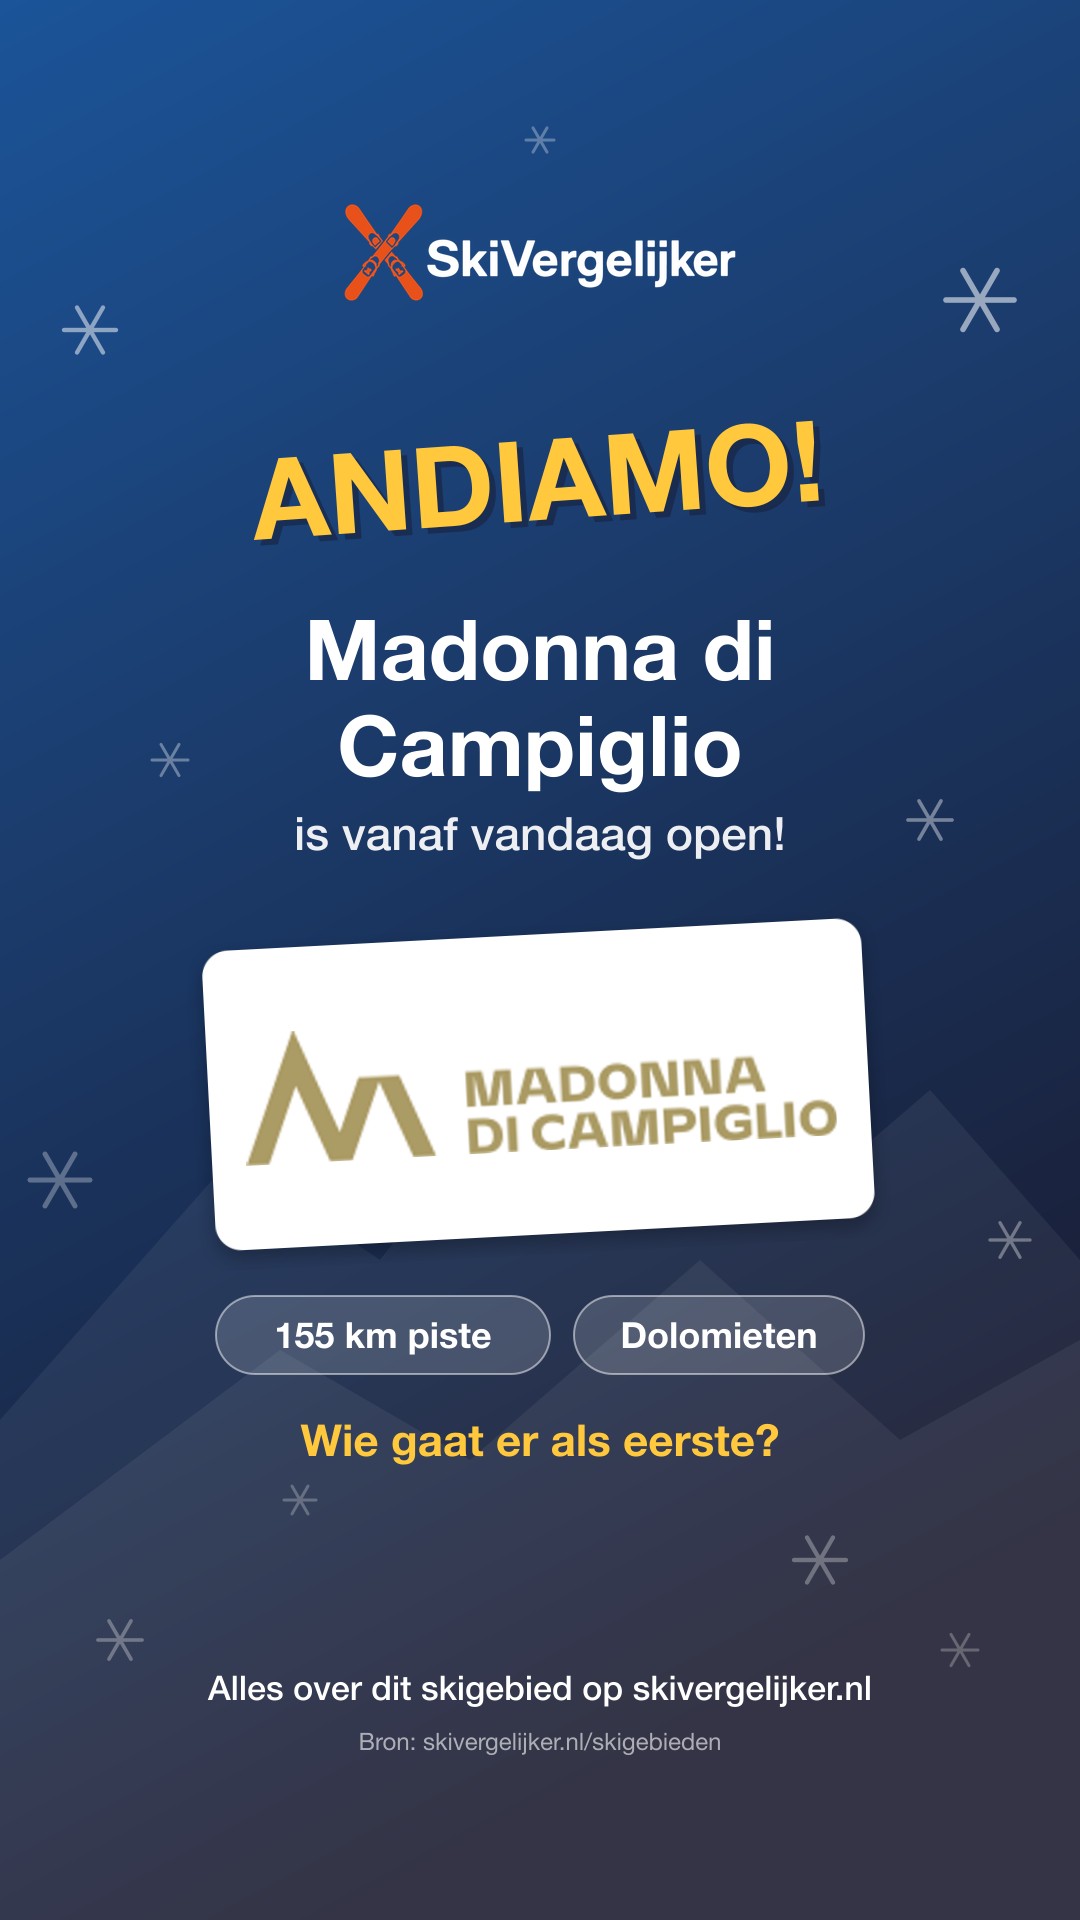 SkiVergelijker
ANDIAMO!
Madonna di
Campiglio
is vanaf vandaag open!
MADONNA
DI CAMPIGLIO
155 km piste
Dolomieten
Wie gaat er als eerste?
Alles over dit skigebied op skivergelijker.nl
Bron: skivergelijker.nl/skigebieden